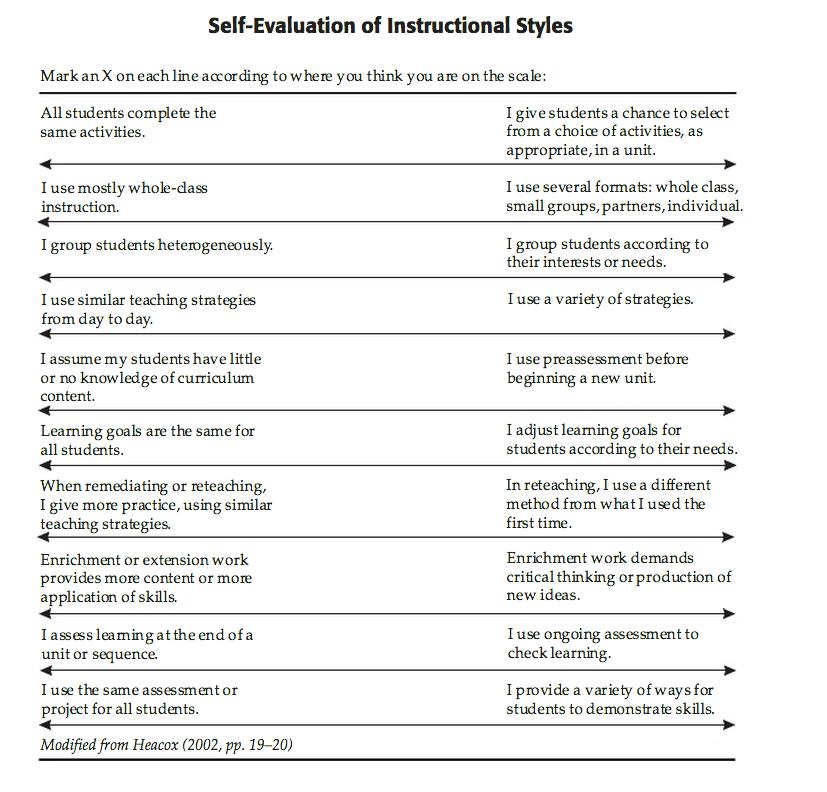 Self-Evaluation of Instructional Styles
Mark an X on each line according to where you think you are on the scale:
All students complete the
same activities.
I give students a chance to select
from a choice of activities, as
appropriate, in a unit.
I use mostly whole-class
instruction.
I use several formats: whole class,
small groups, partners, individual.
I group students heterogeneously.
I group students according to
their interests or needs.
I use similar teaching strategies
from day to day.
I use a variety of strategies.
I assume my students have little
or no knowledge of curriculum
content.
I use preassessment before
beginning a new unit.
Learning goals are the same for
all students.
I adjust learning goals for
students according to their needs.
When remediating or reteaching,
I give more practice, using similar
teaching strategies.
In reteaching, I use a different
method from what I used the
first time.
Enrichment or extension work
provides more content or more
application of skills.
Enrichment work demands
critical thinking or production of
new ideas.
I assess learning at the end of a
unit or sequence.
I use ongoing assessment to
check learning.
I use the same assessment or
project for all students.
I provide a variety of ways for
students to demonstrate skills.
Modified from Heacox (2002, pp. 19–20)